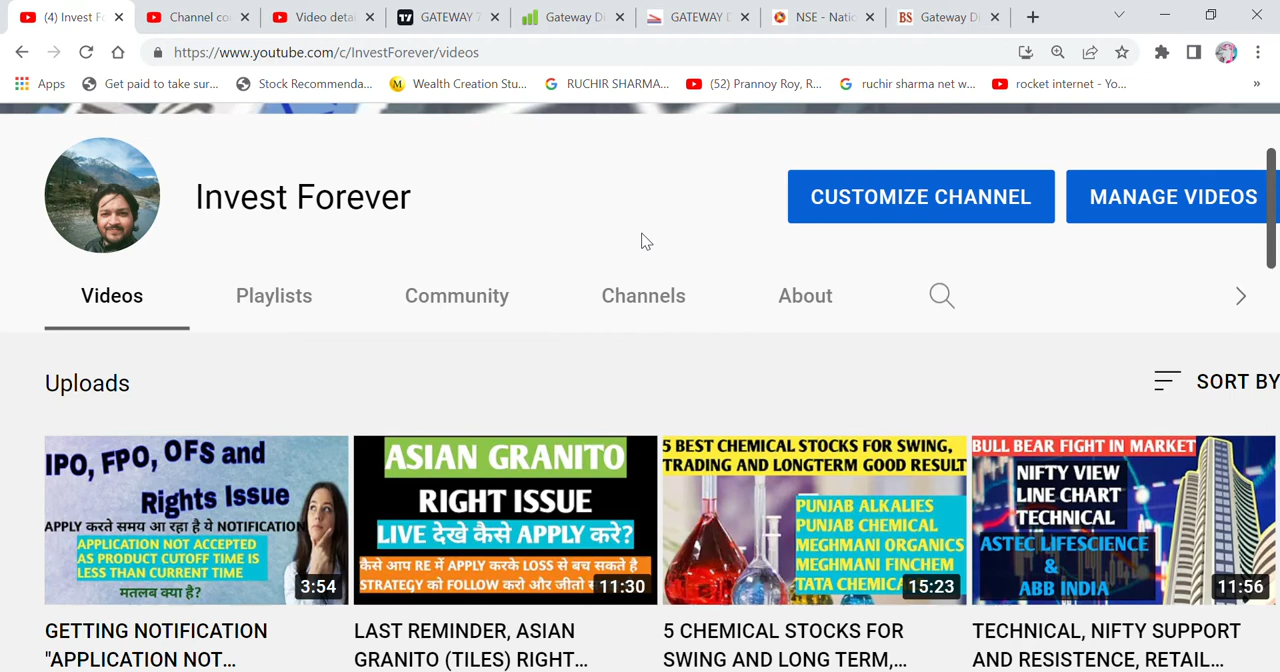 (4) Invest Fo
Channel co
Video deta
GATEWAY 7
Gateway Di
GATEWAY D
NSE - Natio
Gateway Di
https://www.youtube.com/c/InvestForever/videos
Apps
Get paid to take sur...
Stock Recommenda...
Wealth Creation Stu...
RUCHIR SHARMA...
(52) Prannoy Roy, R...
ruchir sharma net w...
rocket internet - Yo...
»
Invest Forever
CUSTOMIZE CHANNEL
MANAGE VIDEOS
Videos
Playlists
Community
Channels
About
Uploads
SORT BY
IPO, FPO, OFS and
Rights Issue
APPLY करते समय आ रहा है ये NOTIFICATION
APPLICATION NOT ACCEPTED
AS PRODUCT CUTOFF TIME IS
LESS THAN CURRENT TIME
मतलब क्या है?
3:54
ASIAN GRANITO
RIGHT ISSUE
LIVE देखे कैसे APPLY करे?
कैसे आप RE में APPLY करके LOSS से बच सकते है
STRATEGY को FOLLOW करो और जीतो
11:30
5 BEST CHEMICAL STOCKS FOR SWING,
TRADING AND LONGTERM GOOD RESULT
PUNJAB ALKALIES
PUNJAB CHEMICAL
MEGHMANI ORGANICS
MEGHMANI FINCHEM
TATA CHEMICA
15:23
BULL BEAR FIGHT IN MARKET
NIFTY VIEW
LINE CHART
TECHNICAL
ASTEC LIFESCIENCE
&
ABB INDIA
11:56
GETTING NOTIFICATION
"APPLICATION NOT...
LAST REMINDER, ASIAN
GRANITO (TILES) RIGHT...
5 CHEMICAL STOCKS FOR
SWING AND LONG TERM,...
TECHNICAL, NIFTY SUPPORT
AND RESISTENCE, RETAIL...